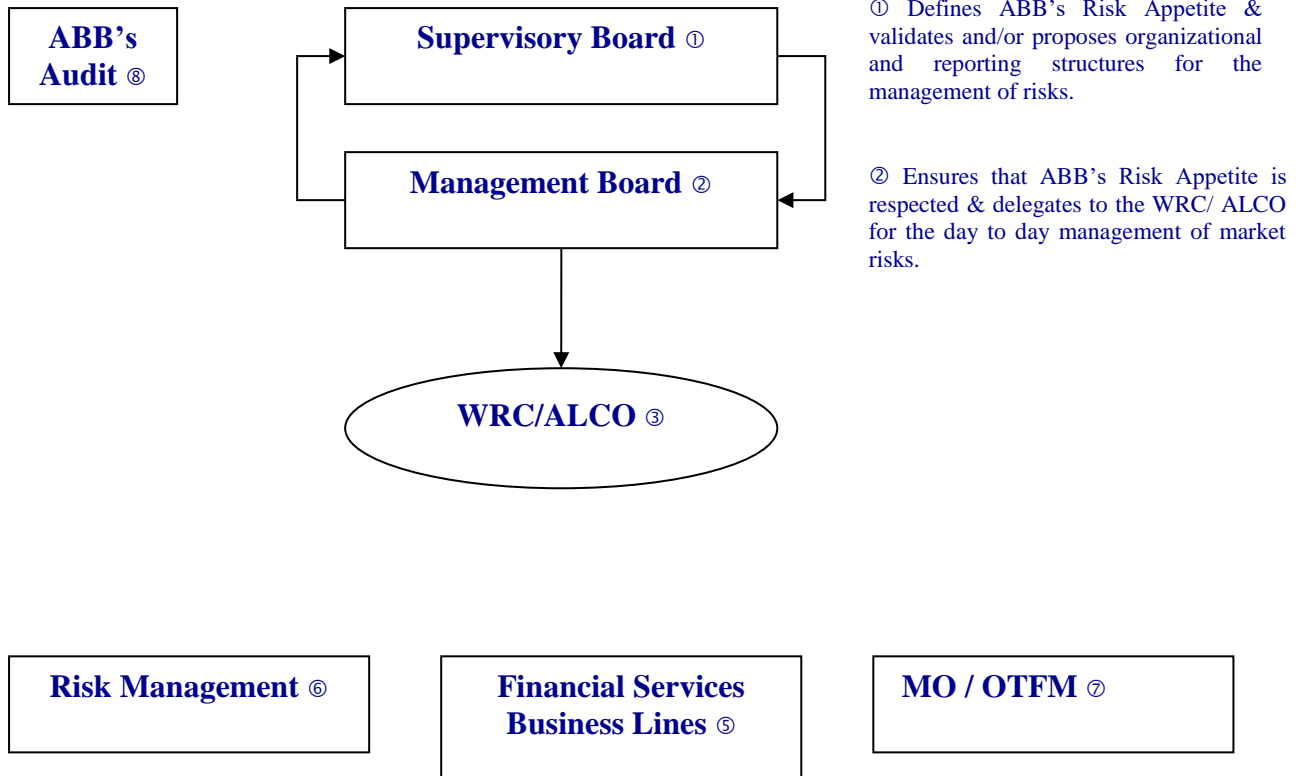 ABB's
Audit ⑧
Supervisory Board ①
① Defines ABB's Risk Appetite &
validates and/or proposes organizational
and reporting structures for the
management of risks.
Management Board ②
② Ensures that ABB's Risk Appetite is
respected & delegates to the WRC/ ALCO
for the day to day management of market
risks.
WRC/ALCO ③
Risk Management ⑥
Financial Services
Business Lines ⑤
MO / OTFM ⑦